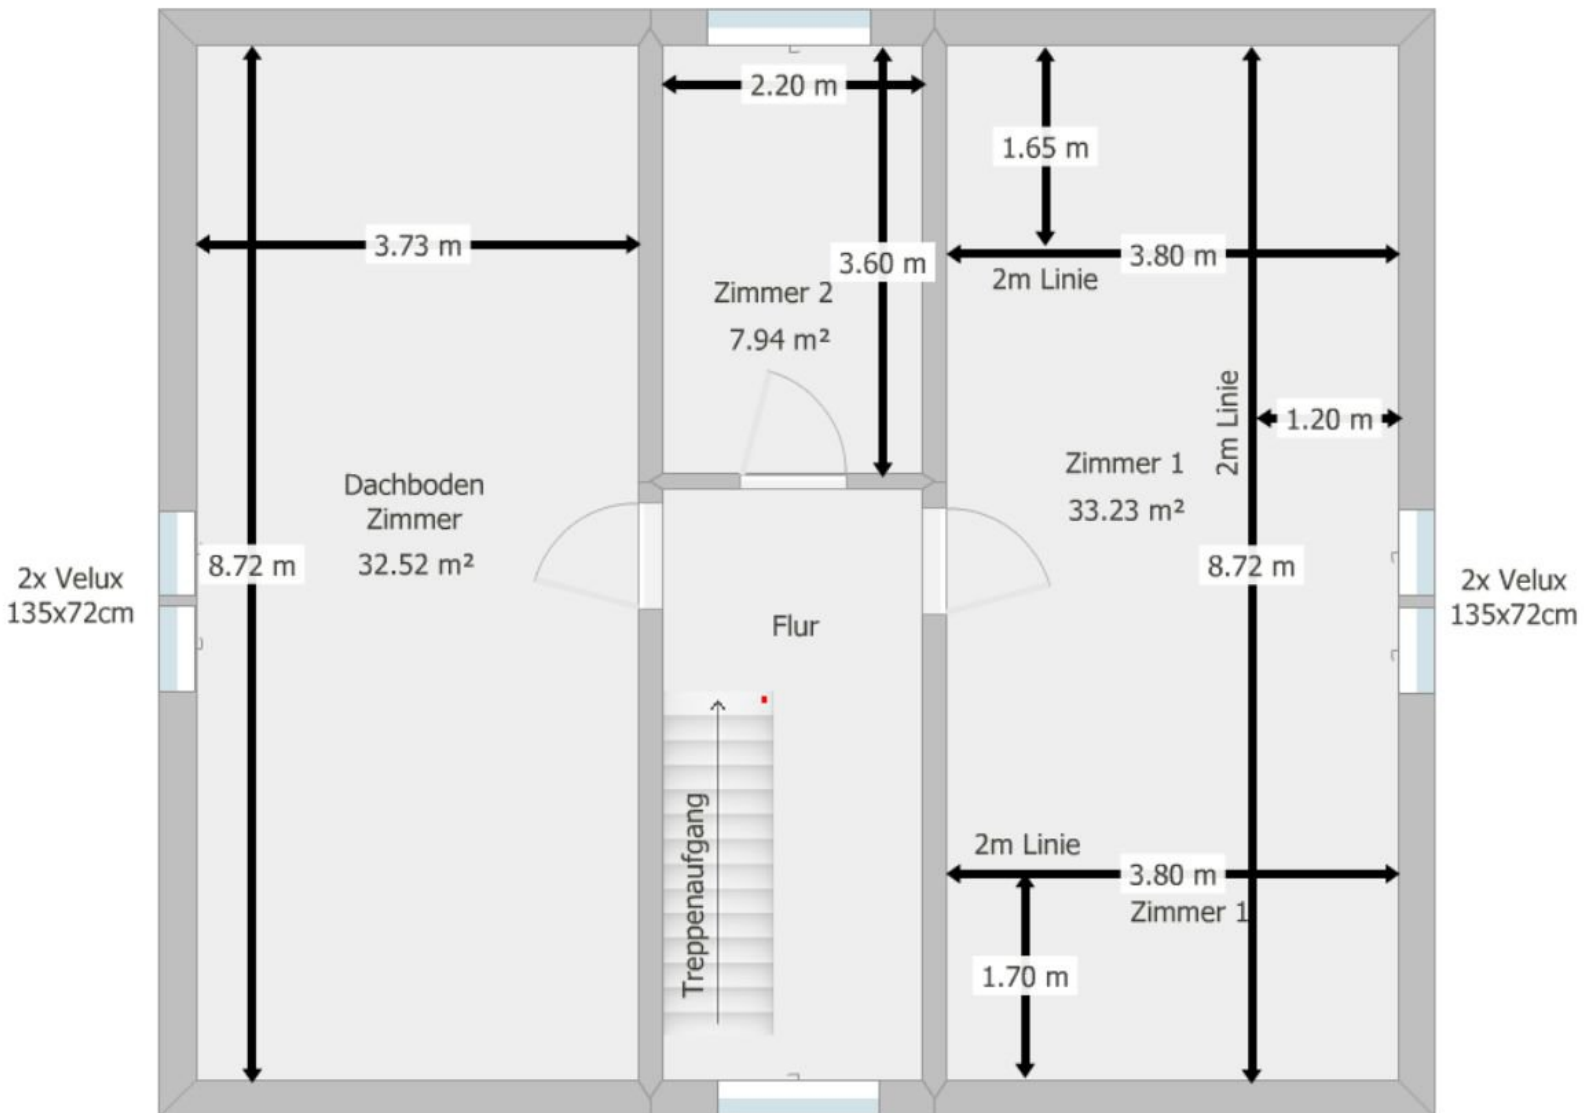 2.20 m
1.65 m
3.73 m
3.60 m
3.80 m
2m Linie
Zimmer 2
7.94 m²
2m Linie
1.20 m
Zimmer 1
33.23 m²
Dachboden
Zimmer
32.52 m²
8.72 m
8.72 m
2x Velux
135x72cm
2x Velux
135x72cm
Flur
Treppenaufgang
2m Linie
3.80 m
Zimmer 1
1.70 m